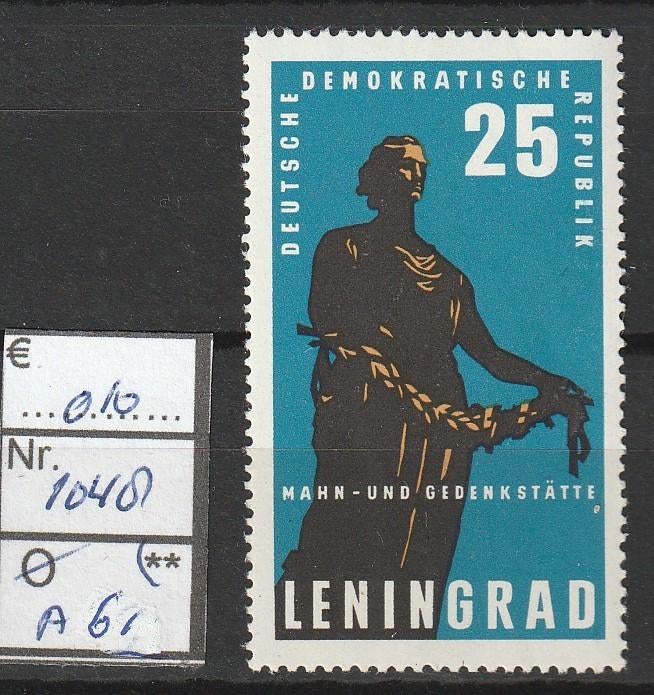 DEUTSCHE
DEMOKRATISCHE
REPUBLIK
25
MAHN-UND GEDENKSTÄTTE
LENINGRAD
€
...0.10.......
Nr.
1048
Ø (**
A 61